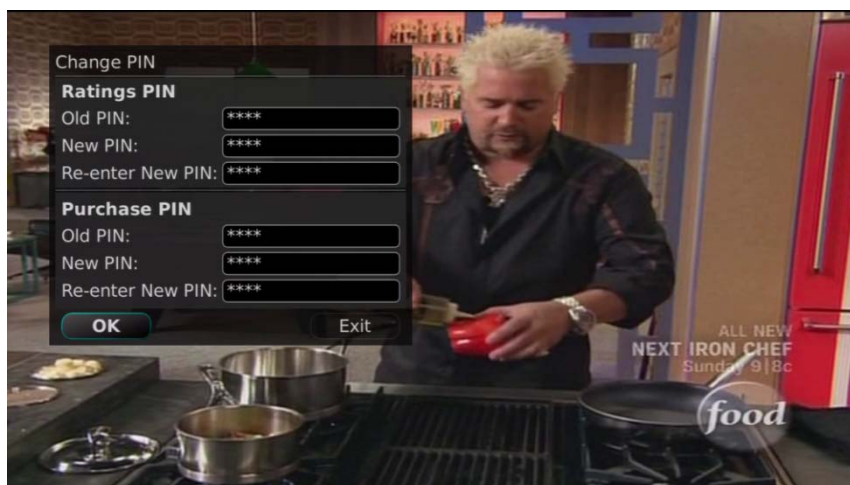 Change PIN
Ratings PIN
Old PIN: ****
New PIN: ****
Re-enter New PIN: ****
Purchase PIN
Old PIN: ****
New PIN: ****
Re-enter New PIN: ****
OK Exit
ALL NEW
NEXT IRON CHEF
Sunday 9|8c
food